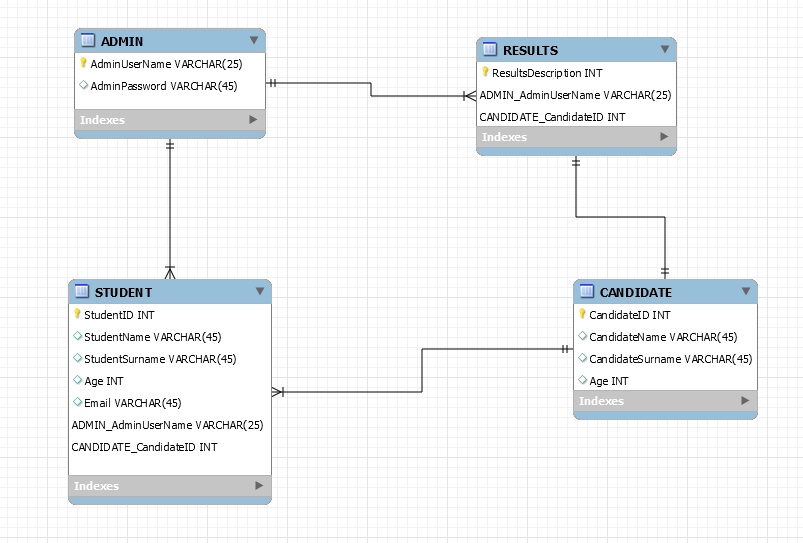 ADMIN
AdminUserName VARCHAR(25)
AdminPassword VARCHAR(45)
Indexes
RESULTS
ResultsDescription INT
ADMIN_AdminUserName VARCHAR(25)
CANDIDATE_CandidateID INT
Indexes
STUDENT
StudentID INT
StudentName VARCHAR(45)
StudentSurname VARCHAR(45)
Age INT
Email VARCHAR(45)
ADMIN_AdminUserName VARCHAR(25)
CANDIDATE_CandidateID INT
Indexes
CANDIDATE
CandidateID INT
CandidateName VARCHAR(45)
CandidateSurname VARCHAR(45)
Age INT
Indexes